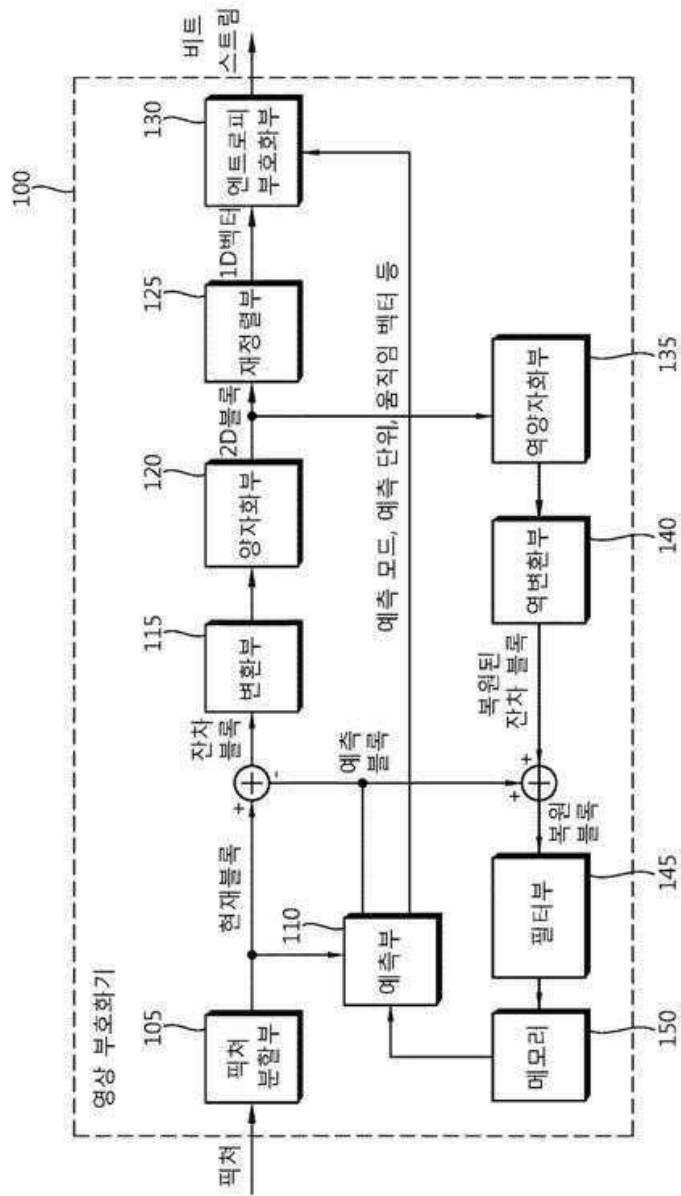 100
영상 부호화기
픽쳐
105
픽쳐
분할부
현재블록
+
-
잔차
블록
115
변환부
120
양자화부
2D블록
125
재정렬부
1D벡터
130
엔트로피
부호화부
비트
스트림
110
예측부
예측
블록
예측 모드, 예측 단위, 움직임 벡터 등
150
메모리
145
필터부
복원
블록
+
+
복원된
잔차 블록
140
역변환부
135
역양자화부